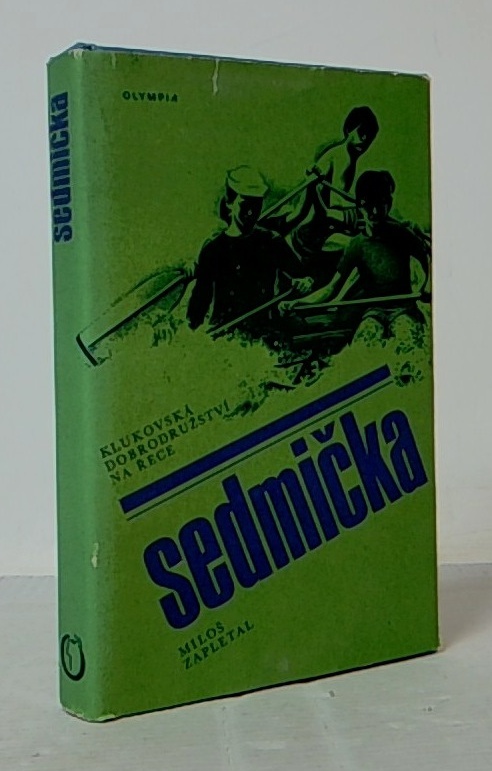 sedmička
OLYMPIA
KLUKOVSKÁ
DOBRODRUŽSTVÍ
NA ŘECE
sedmička
MILOŠ
ZAPLETAL